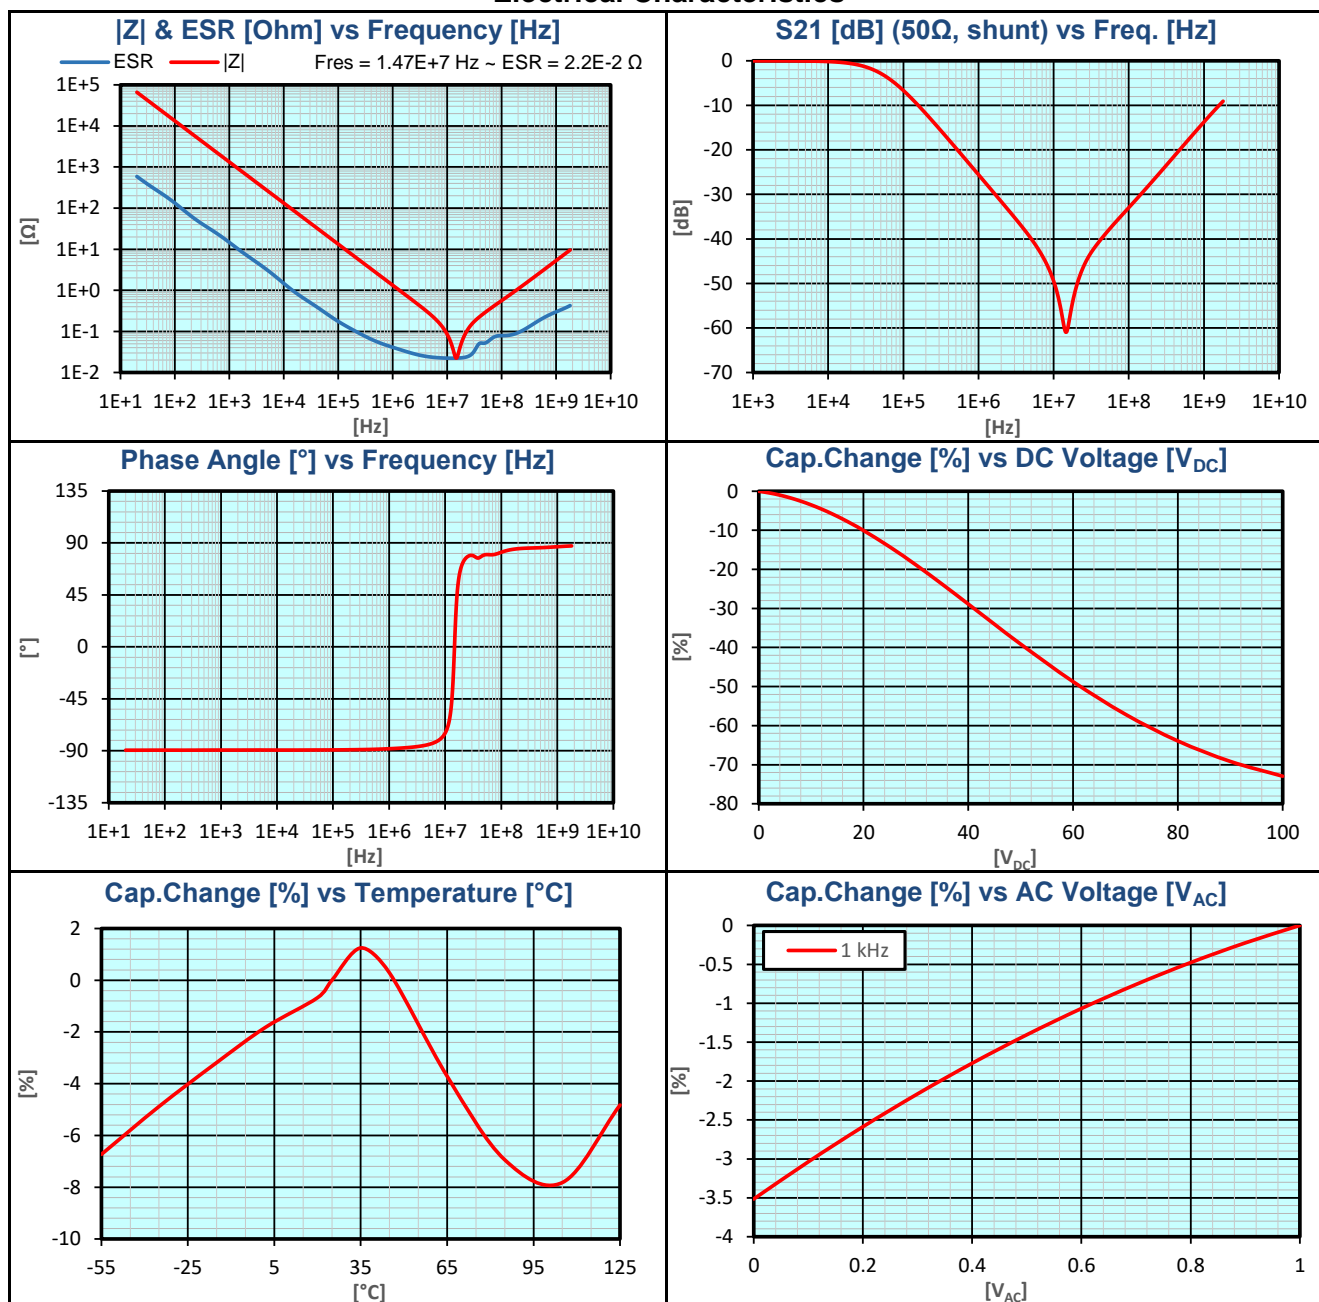 |Z| & ESR [Ohm] vs Frequency [Hz]
ESR |Z| Fres = 1.47E+7 Hz ~ ESR = 2.2E-2 Ω
1E+5
1E+4
1E+3
1E+2
1E+1
1E+0
1E-1
1E-2
[Ω]
1E+1 1E+2 1E+3 1E+4 1E+5 1E+6 1E+7 1E+8 1E+9 1E+10
[Hz]
S21 [dB] (50Ω, shunt) vs Freq. [Hz]
0
-10
-20
-30
-40
-50
-60
-70
[dB]
1E+3 1E+4 1E+5 1E+6 1E+7 1E+8 1E+9 1E+10
[Hz]
Phase Angle [°] vs Frequency [Hz]
135
90
45
0
-45
-90
-135
[°]
1E+1 1E+2 1E+3 1E+4 1E+5 1E+6 1E+7 1E+8 1E+9 1E+10
[Hz]
Cap.Change [%] vs DC Voltage [VDC]
0
-10
-20
-30
-40
-50
-60
-70
-80
[%]
0 20 40 60 80 100
[VDC]
Cap.Change [%] vs Temperature [°C]
2
0
-2
-4
-6
-8
-10
[%]
-55 -25 5 35 65 95 125
[°C]
Cap.Change [%] vs AC Voltage [VAC]
1 kHz
0
-0.5
-1
-1.5
-2
-2.5
-3
-3.5
-4
[%]
0 0.2 0.4 0.6 0.8 1
[VAC]